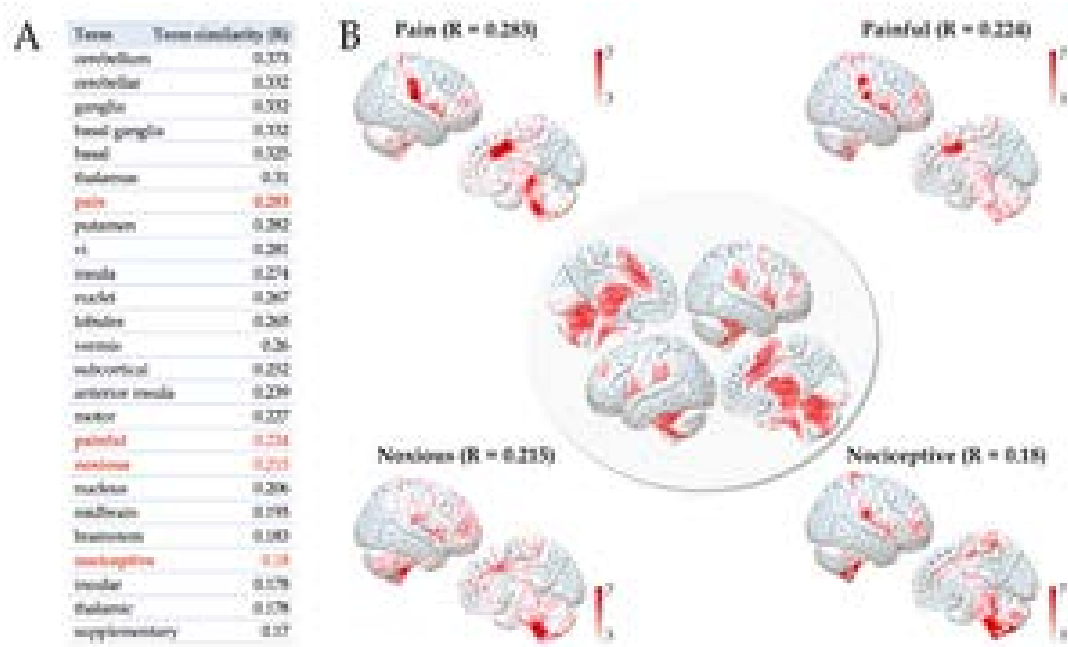 A
Term Term similarity (R)
cerebellum 0.373
cerebellar 0.332
ganglia 0.332
basal ganglia 0.332
basal 0.325
thalamus 0.31
pain 0.283
putamen 0.282
vi
insula 0.274
nuclei 0.267
lobules 0.265
vermis 0.26
subcortical
anterior insula 0.239
motor 0.227
painful 0.224
noxious 0.215
nucleus 0.206
midbrain 0.195
brainstem 0.183
nociceptive 0.18
insular 0.178
thalamic 0.178
supplementary 0.17
B
Pain (R = 0.283)
Painful (R = 0.224)
Noxious (R = 0.215)
Nociceptive (R = 0.18)